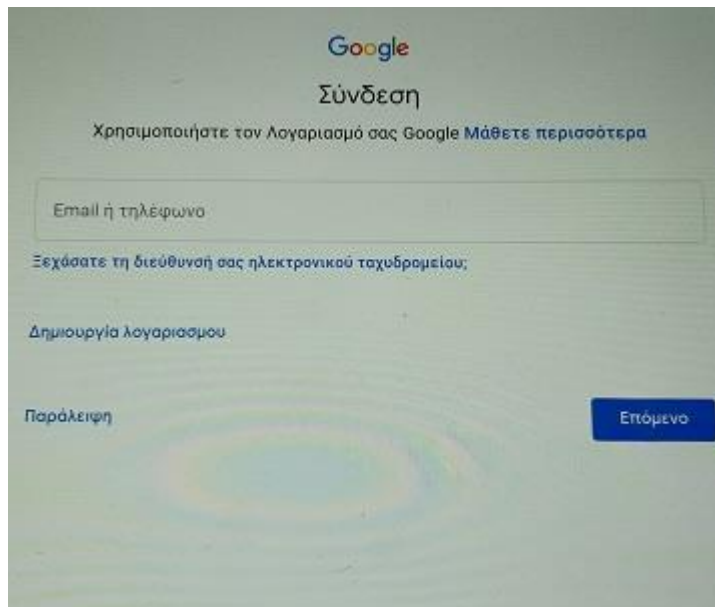 Google
Σύνδεση
Χρησιμοποιήστε τον Λογαριασμό σας Google Μάθετε περισσότερα
Email ή τηλέφωνο
Ξεχάσατε τη διεύθυνσή σας ηλεκτρονικού ταχυδρομείου;
Δημιουργία λογαριασμου
Παράλειψη
Επόμενο